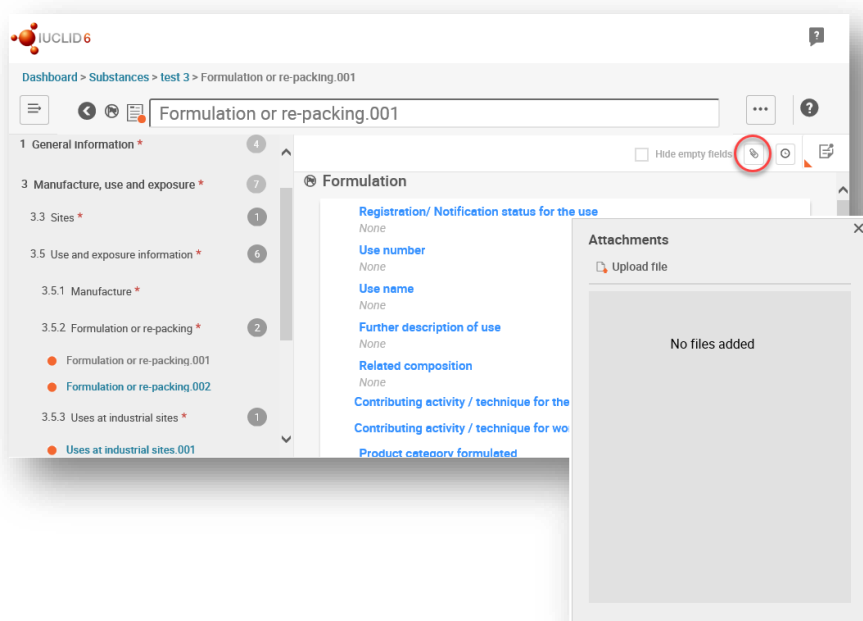 IUCLID 6
?
Dashboard > Substances > test 3 > Formulation or re-packing.001
Formulation or re-packing.001
...
?
1 General information * 4
Hide empty fields
3 Manufacture, use and exposure * 7
3.3 Sites * 1
3.5 Use and exposure information * 6
3.5.1 Manufacture *
3.5.2 Formulation or re-packing * 2
Formulation or re-packing.001
Formulation or re-packing.002
3.5.3 Uses at industrial sites * 1
Uses at industrial sites.001
Formulation
Registration/ Notification status for the use
None
Use number
None
Use name
None
Further description of use
None
Related composition
None
Contributing activity / technique for the
Contributing activity / technique for wo
Product category formulated
Attachments
Upload file
No files added